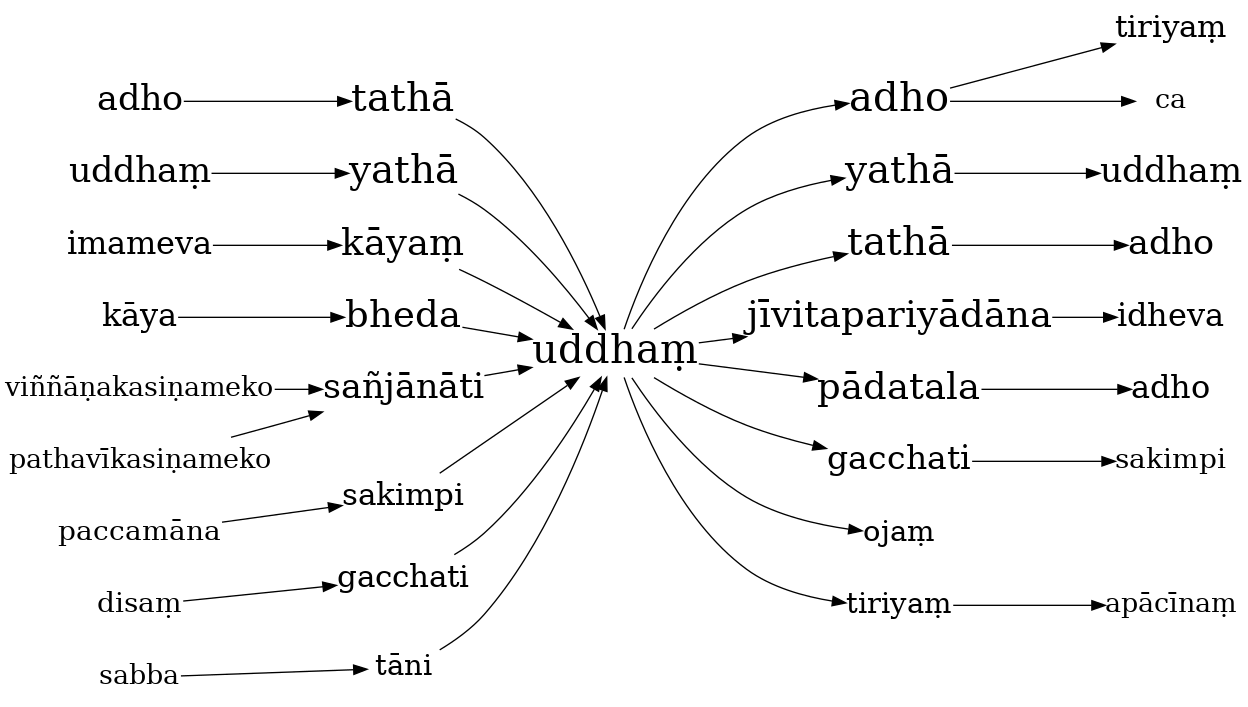 tiriyaṃ
adho tathā adho ca
uddhaṃ yathā yathā uddhaṃ
imameva kāyaṃ tathā adho
kāya bheda jīvitapariyādāna idheva
uddhaṃ
viññāṇakasiṇameko sañjānāti pādatala adho
pathavīkasiṇameko gacchati sakimpi
sakimpi
paccamāna ojaṃ
gacchati
disaṃ tiriyaṃ apācīnaṃ
tāni
sabba